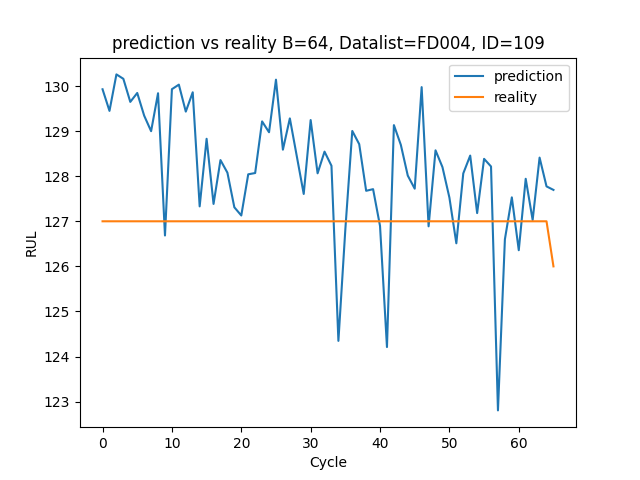 prediction vs reality B=64, Datalist=FD004, ID=109
prediction
reality
RUL
130
129
128
127
126
125
124
123
0 10 20 30 40 50 60
Cycle